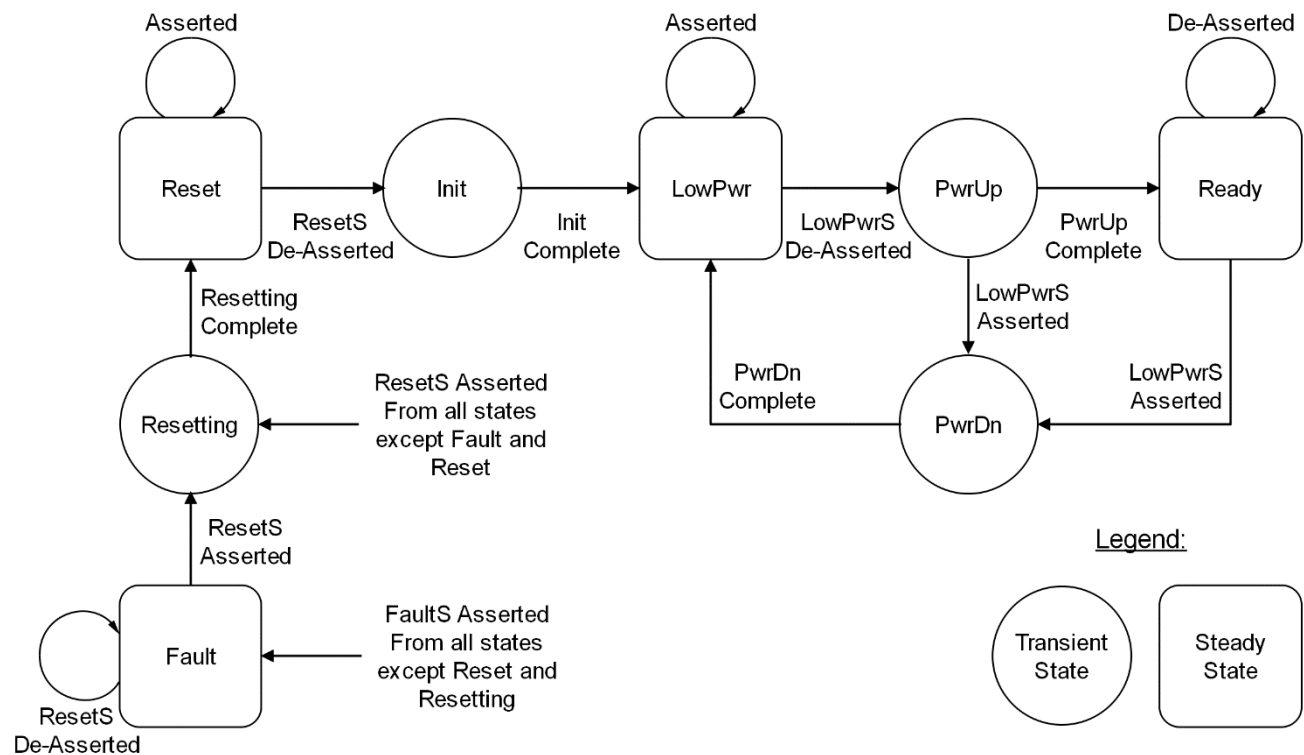 Asserted
Asserted
De-Asserted
Reset
Init
LowPwr
PwrUp
Ready
ResetS
De-Asserted
Init
Complete
LowPwrS
De-Asserted
PwrUp
Complete
Resetting
Complete
LowPwrS
Asserted
PwrDn
Complete
LowPwrS
Asserted
Resetting
ResetS Asserted
From all states
except Fault and
Reset
PwrDn
ResetS
Asserted
Legend:
Fault
FaultS Asserted
From all states
except Reset and
Resetting
Transient
State
Steady
State
ResetS
De-Asserted